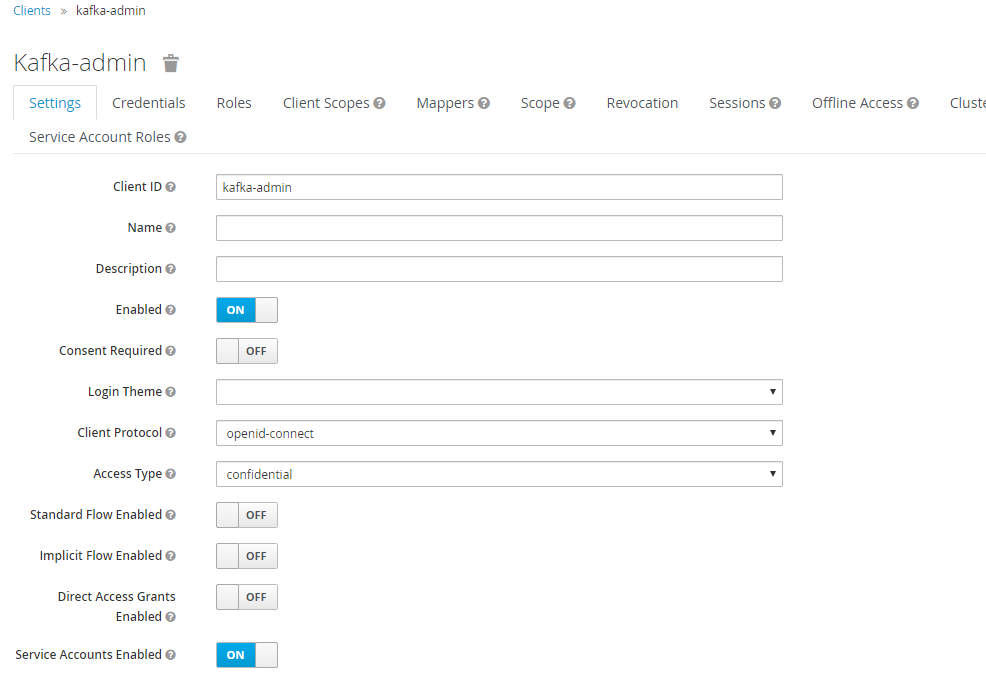 Clients » kafka-admin
Kafka-admin
Settings Credentials Roles Client Scopes Mappers Scope Revocation Sessions Offline Access Cluste
Service Account Roles
Client ID kafka-admin
Name
Description
Enabled ON
Consent Required OFF
Login Theme
Client Protocol openid-connect
Access Type confidential
Standard Flow Enabled OFF
Implicit Flow Enabled OFF
Direct Access Grants OFF
Enabled
Service Accounts Enabled ON